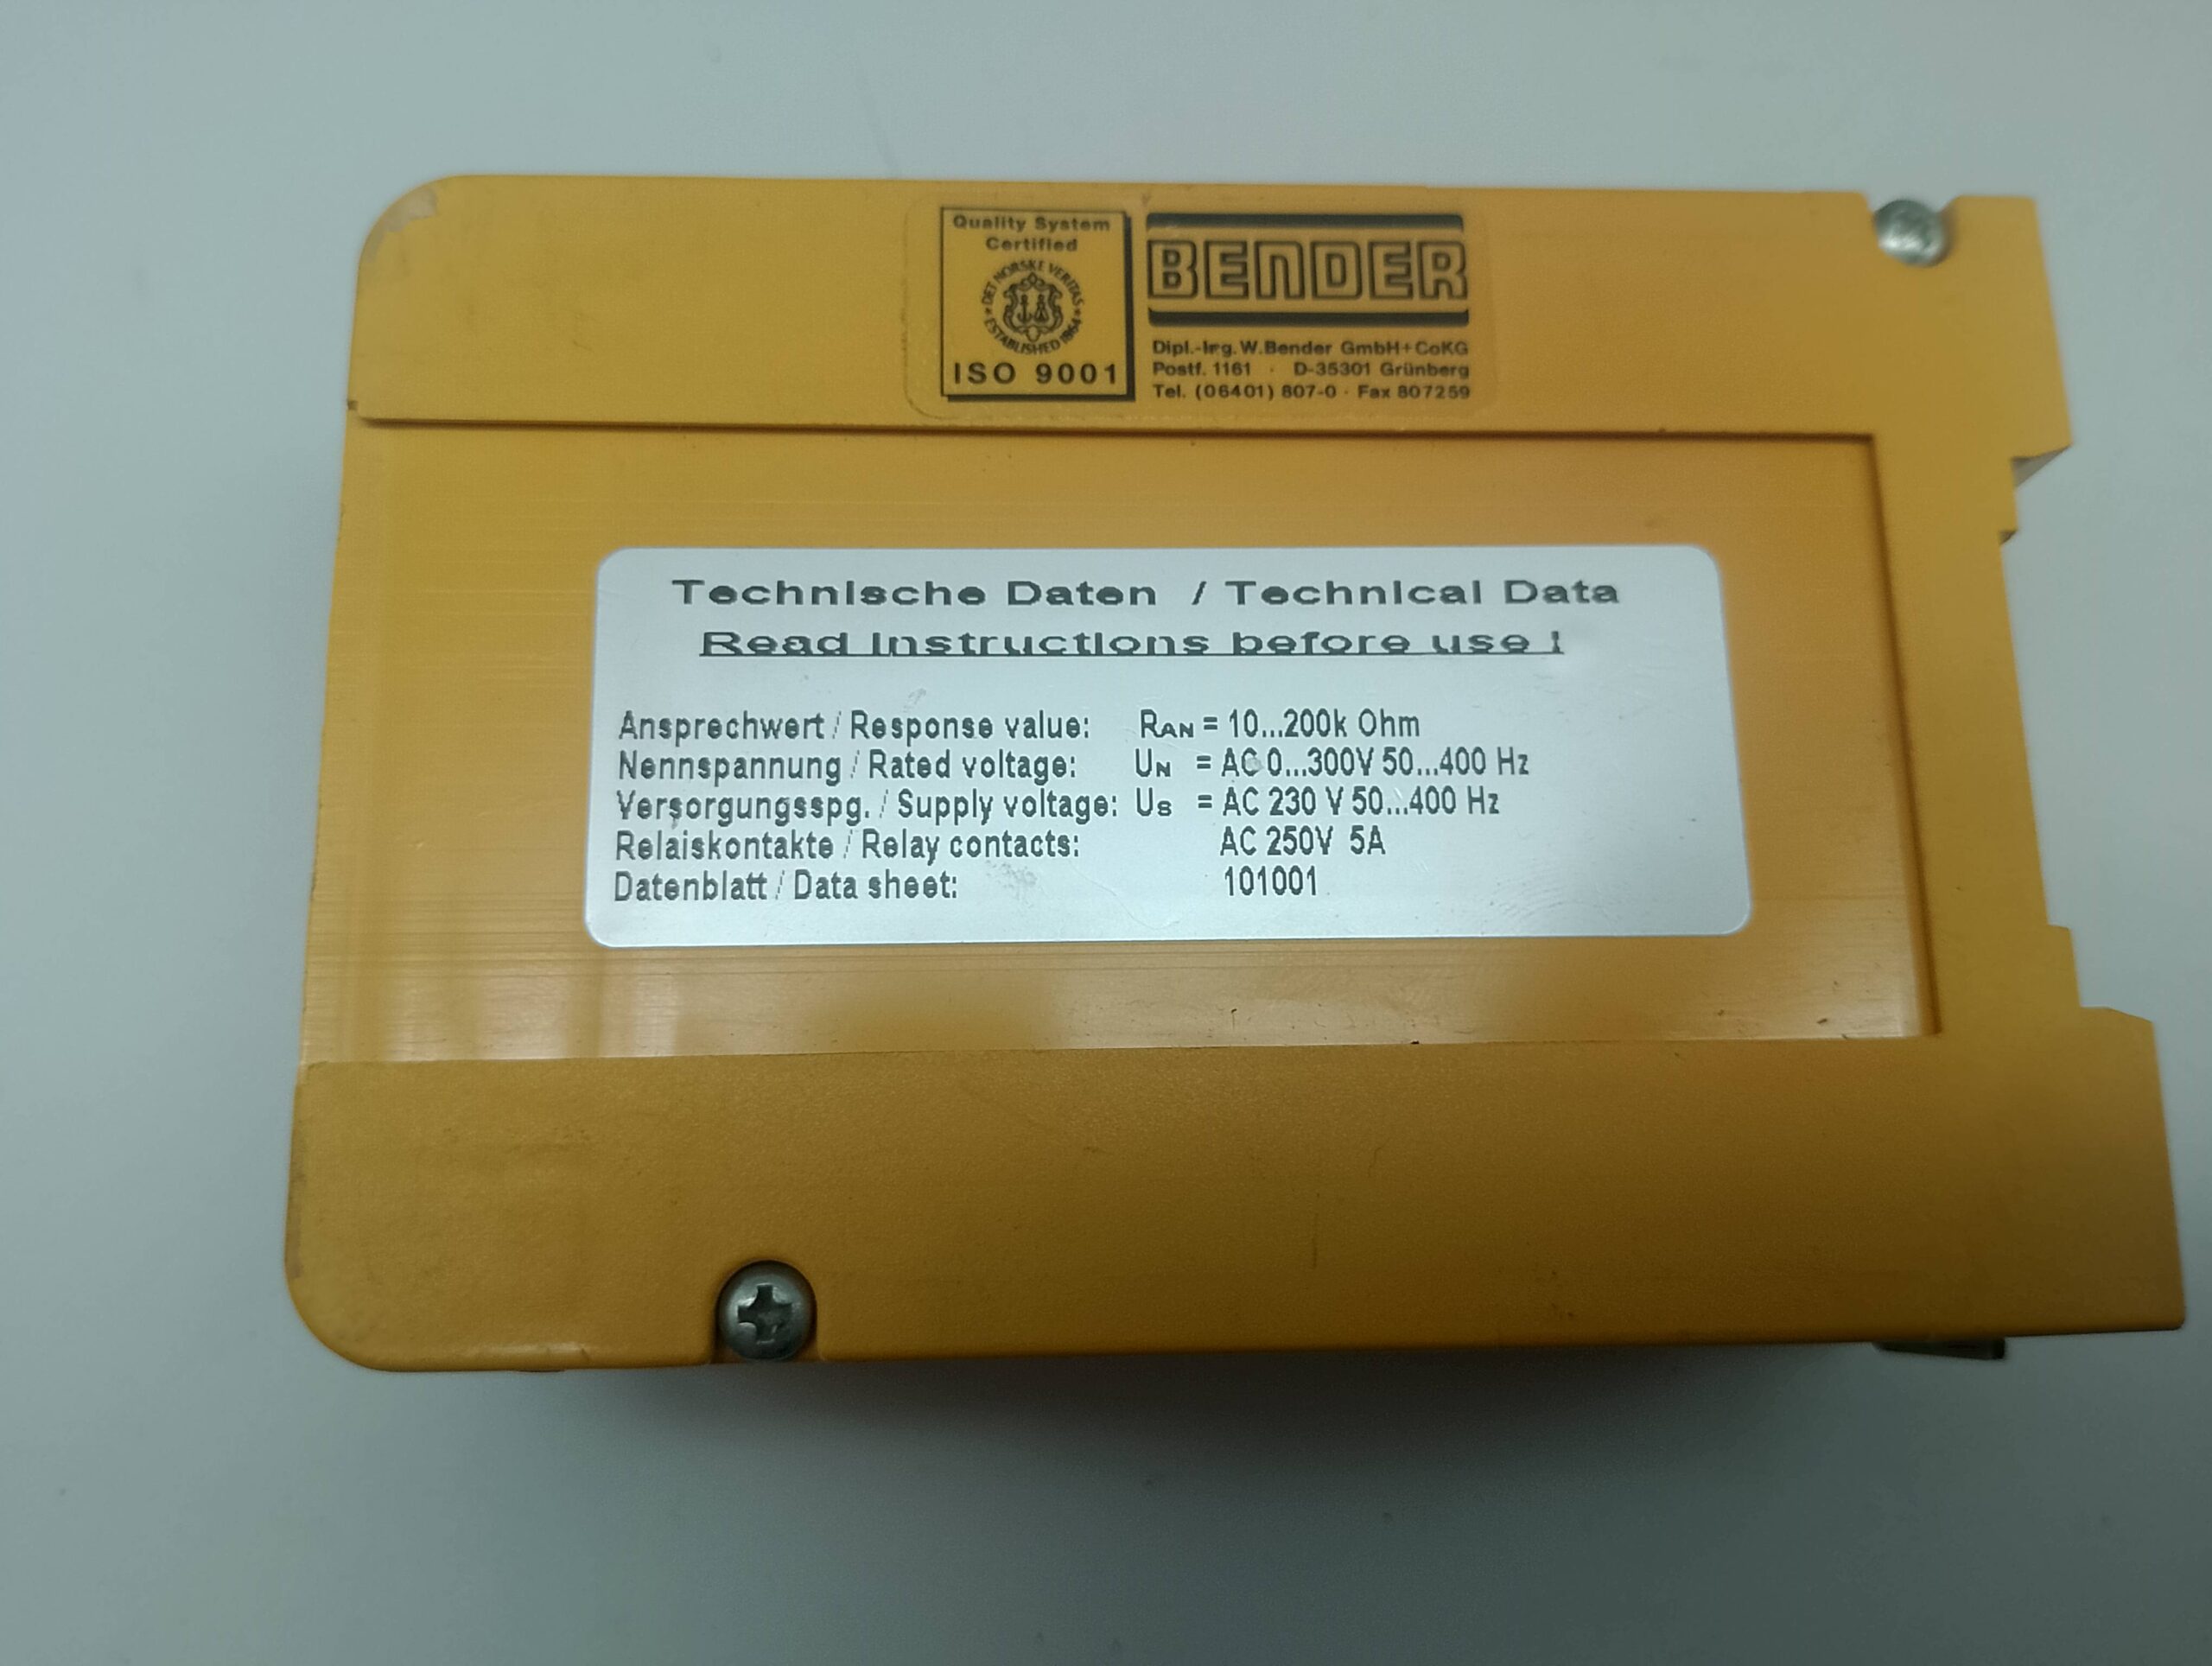 Quality System
Certified
DET NORSKE VERITAS
ESTABLISHED 1864
ISO 9001
BENDER
Dipl.-Ing. W. Bender GmbH+CoKG
Postf. 1161 · D-35301 Grünberg
Tel. (06401) 807-0 · Fax 807259
Technische Daten / Technical Data
Read instructions before use !
Ansprechwert / Response value: RAN = 10...200k Ohm
Nennspannung / Rated voltage: UN = AC 0...300V 50...400 Hz
Versorgungsspg. / Supply voltage: US = AC 230 V 50...400 Hz
Relaiskontakte / Relay contacts: AC 250V 5A
Datenblatt / Data sheet: 101001